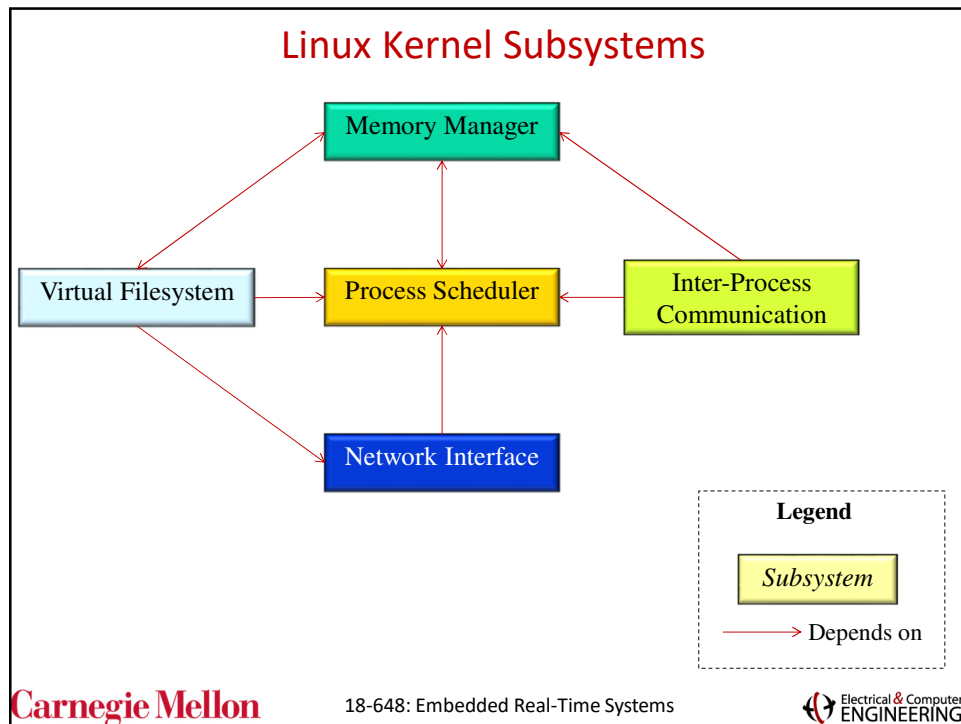 Linux Kernel Subsystems
Memory Manager
Virtual Filesystem
Process Scheduler
Inter-Process
Communication
Network Interface
Legend
Subsystem
Depends on
Carnegie Mellon
18-648: Embedded Real-Time Systems
Electrical & Computer
ENGINEERING